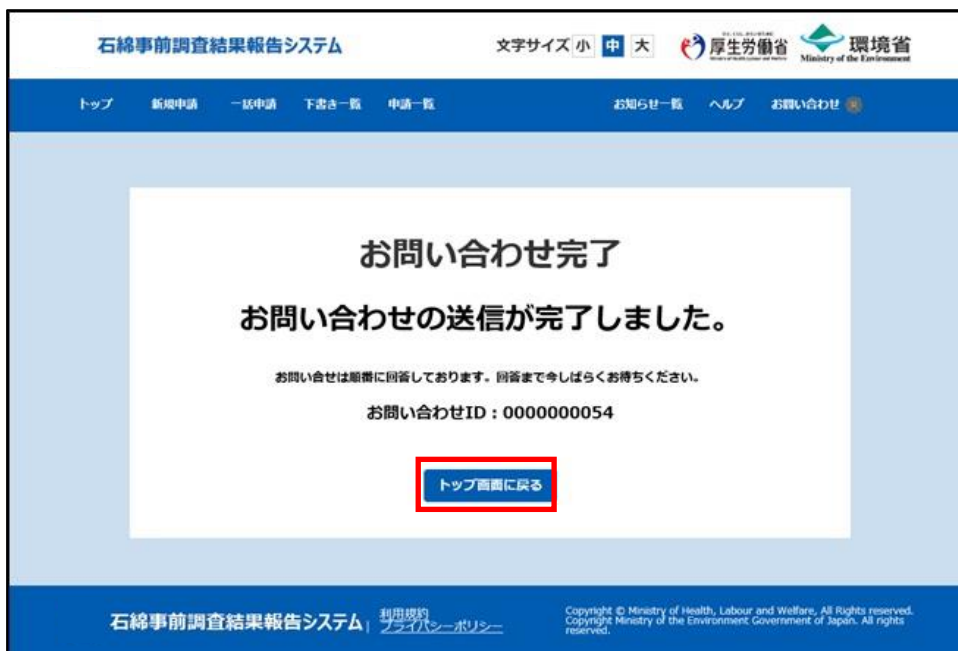 石綿事前調査結果報告システム
文字サイズ 小 中 大
厚生労働省
環境省
Ministry of the Environment
トップ 新規申請 一括申請 下書き一覧 申請一覧 お知らせ一覧 ヘルプ お問い合わせ
お問い合わせ完了
お問い合わせの送信が完了しました。
お問い合せは順番に回答しております。回答まで今しばらくお待ちください。
お問い合わせID：0000000054
トップ画面に戻る
石綿事前調査結果報告システム |
利用規約
プライバシーポリシー
Copyright © Ministry of Health, Labour and Welfare, All Rights reserved.
Copyright Ministry of the Environment Government of Japan. All rights
reserved.